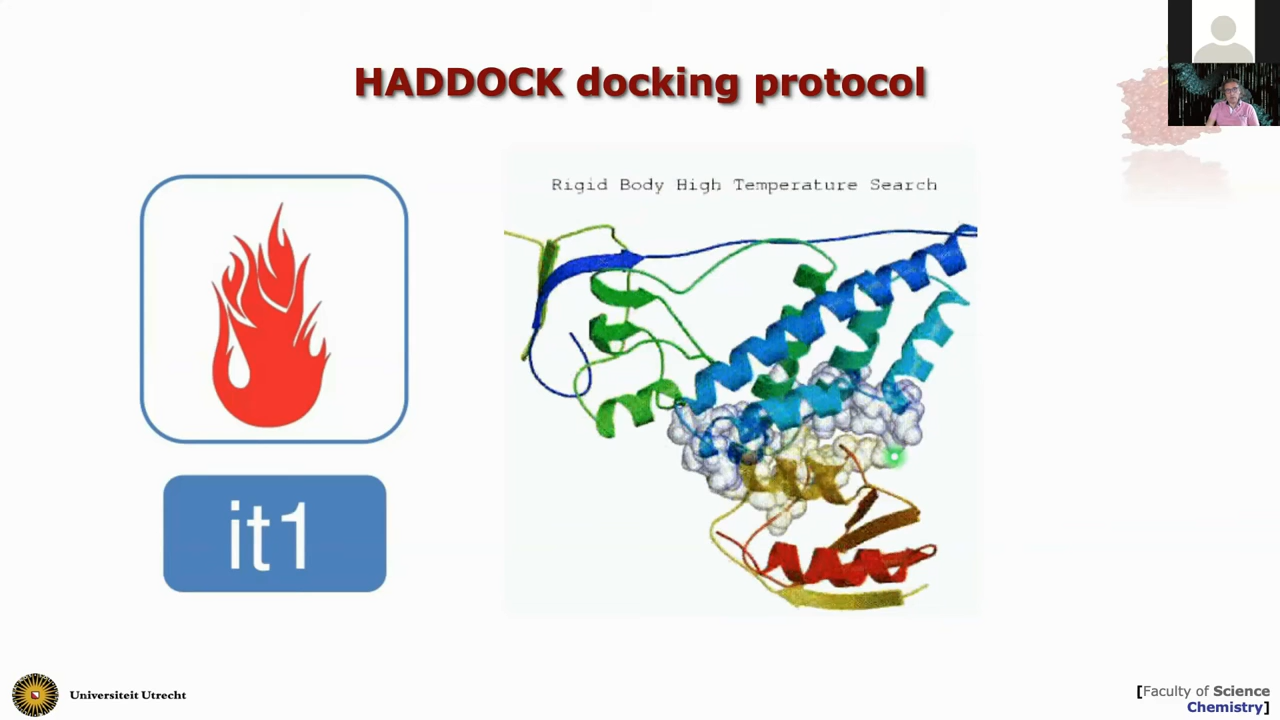 HADDOCK docking protocol
Rigid Body High Temperature Search
it1
Universiteit Utrecht
[Faculty of Science
Chemistry]